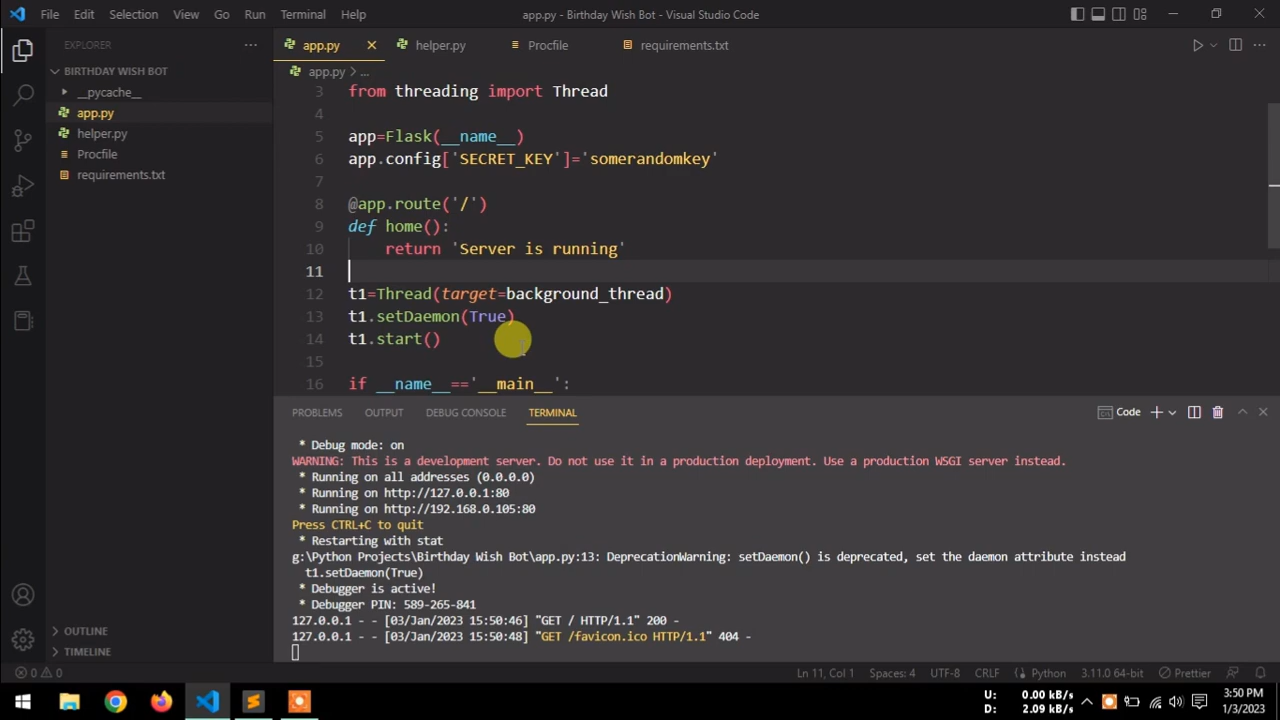 File Edit Selection View Go Run Terminal Help
app.py - Birthday Wish Bot - Visual Studio Code
EXPLORER
BIRTHDAY WISH BOT
__pycache__
app.py
helper.py
Procfile
requirements.txt
OUTLINE
TIMELINE
app.py helper.py Procfile requirements.txt
app.py > ...
3 from threading import Thread
4
5 app=Flask(__name__)
6 app.config['SECRET_KEY']='somerandomkey'
7
8 @app.route('/')
9 def home():
10 return 'Server is running'
11
12 t1=Thread(target=background_thread)
13 t1.setDaemon(True)
14 t1.start()
15
16 if __name__=='__main__':
PROBLEMS OUTPUT DEBUG CONSOLE TERMINAL
Code
* Debug mode: on
WARNING: This is a development server. Do not use it in a production deployment. Use a production WSGI server instead.
* Running on all addresses (0.0.0.0)
* Running on http://127.0.0.1:80
* Running on http://192.168.0.105:80
Press CTRL+C to quit
* Restarting with stat
g:\Python Projects\Birthday Wish Bot\app.py:13: DeprecationWarning: setDaemon() is deprecated, set the daemon attribute instead
t1.setDaemon(True)
* Debugger is active!
* Debugger PIN: 589-265-841
127.0.0.1 - - [03/Jan/2023 15:50:46] "GET / HTTP/1.1" 200 -
127.0.0.1 - - [03/Jan/2023 15:50:48] "GET /favicon.ico HTTP/1.1" 404 -
0 0
Ln 11, Col 1 Spaces: 4 UTF-8 CRLF Python 3.11.0 64-bit Prettier
U: 0.00 kB/s
D: 2.09 kB/s
3:50 PM
1/3/2023